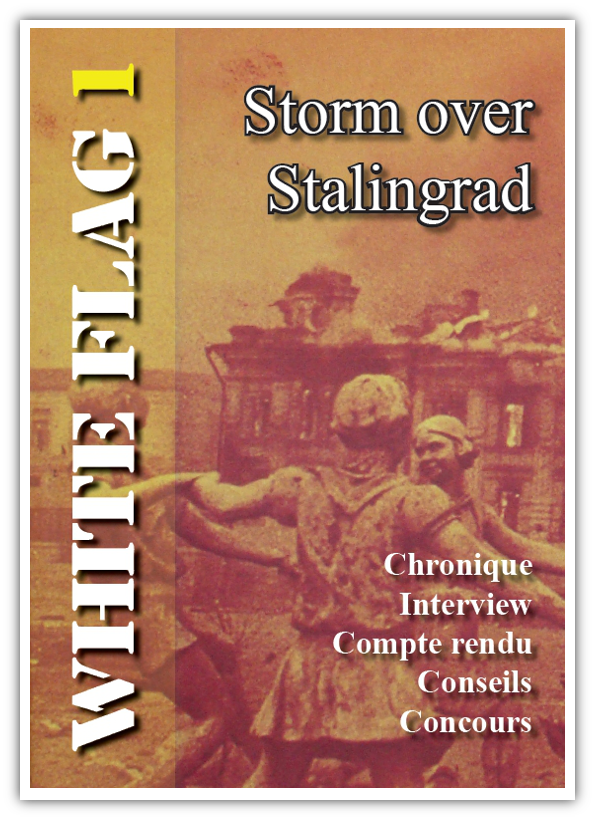 WHITE FLAG 1
Storm over
Stalingrad
Chronique
Interview
Compte rendu
Conseils
Concours